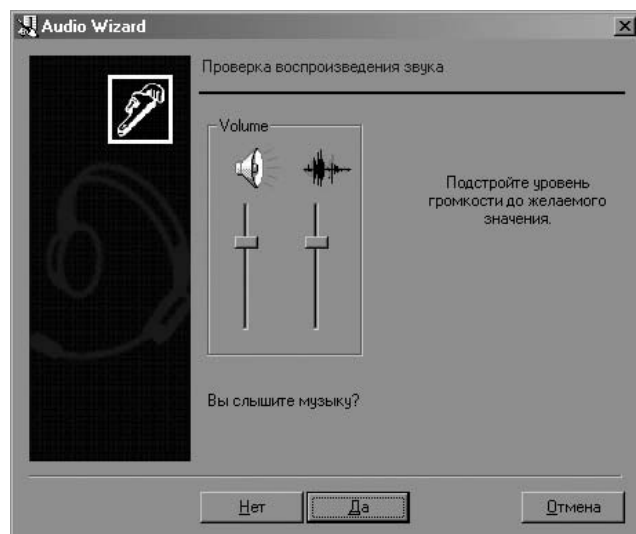 Audio Wizard
Проверка воспроизведения звука
Volume
Подстройте уровень
громкости до желаемого
значения.
Вы слышите музыку?
Нет
Да
Отмена